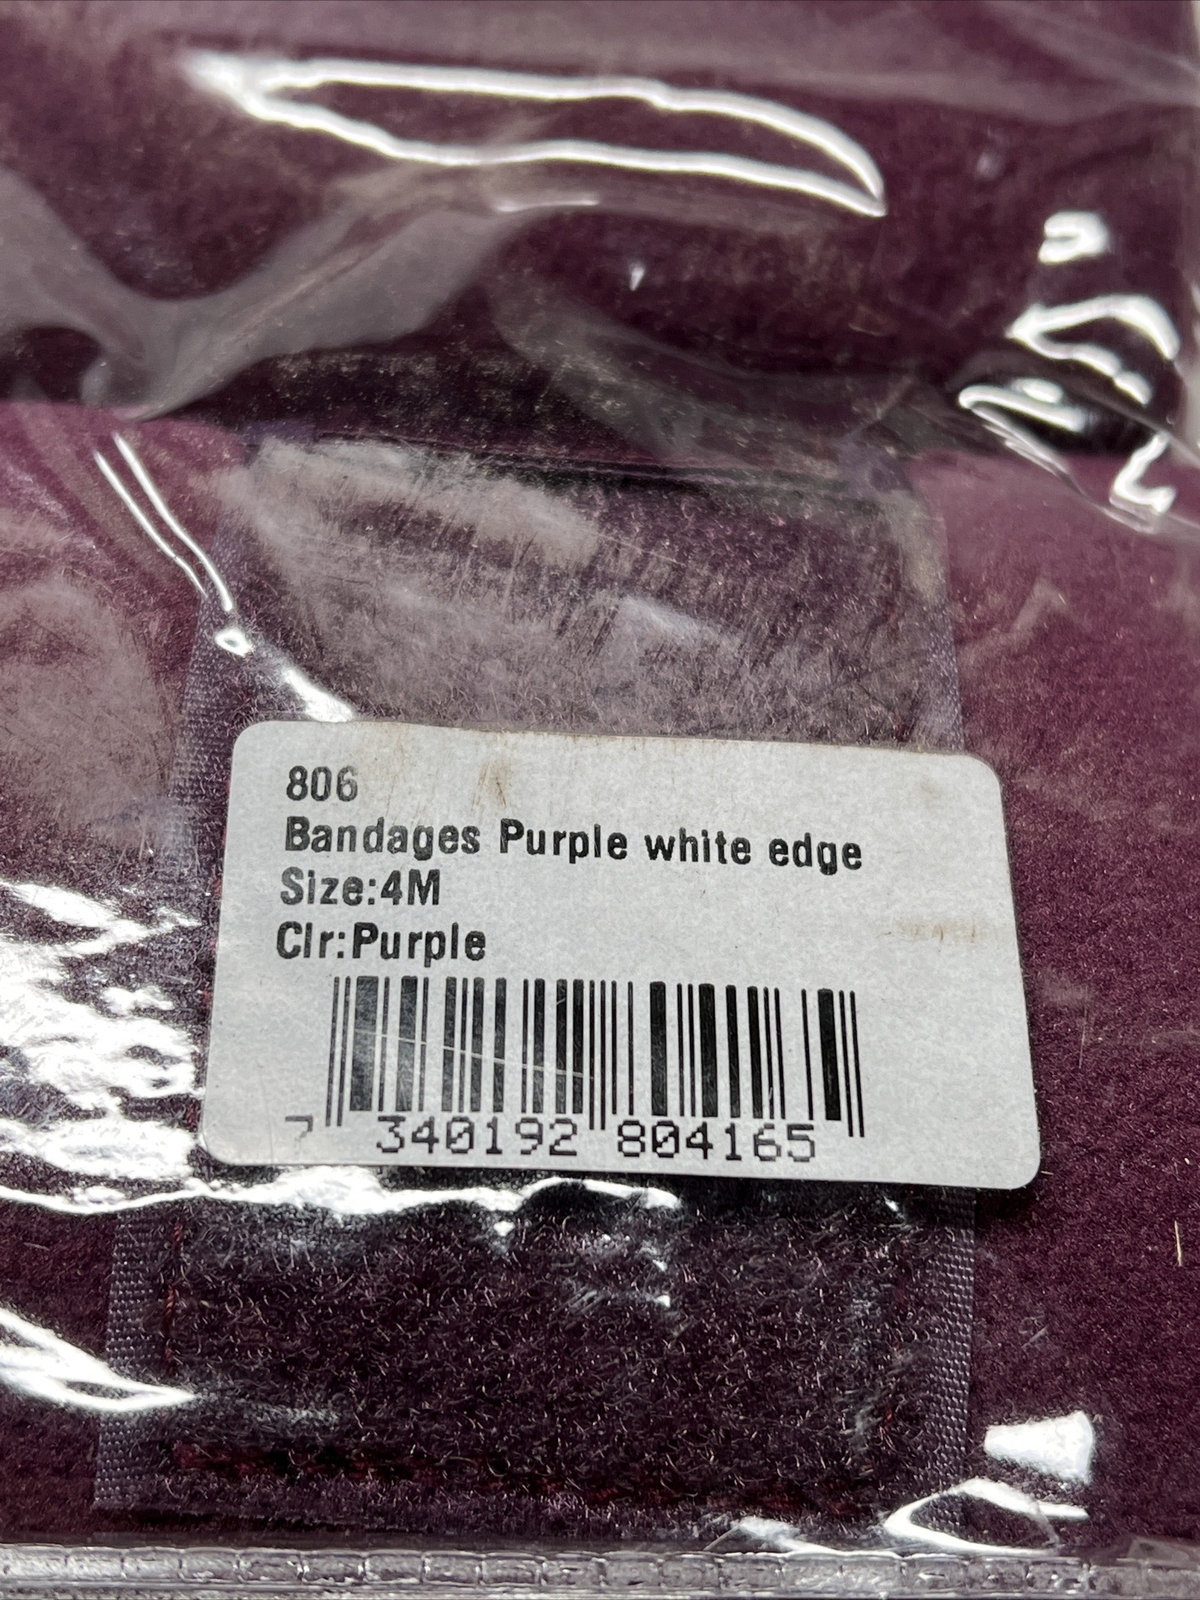 806
Bandages Purple white edge
Size:4M
Clr:Purple
7 340192 804165